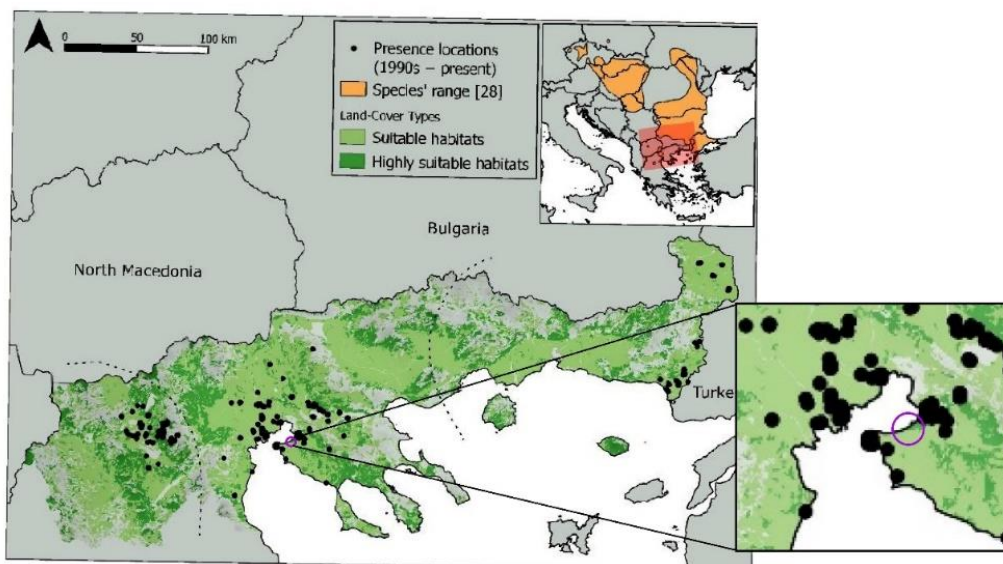 0 50 100 km
Presence locations
(1990s – present)
Species' range [28]
Land-Cover Types
Suitable habitats
Highly suitable habitats
Bulgaria
North Macedonia
Turke